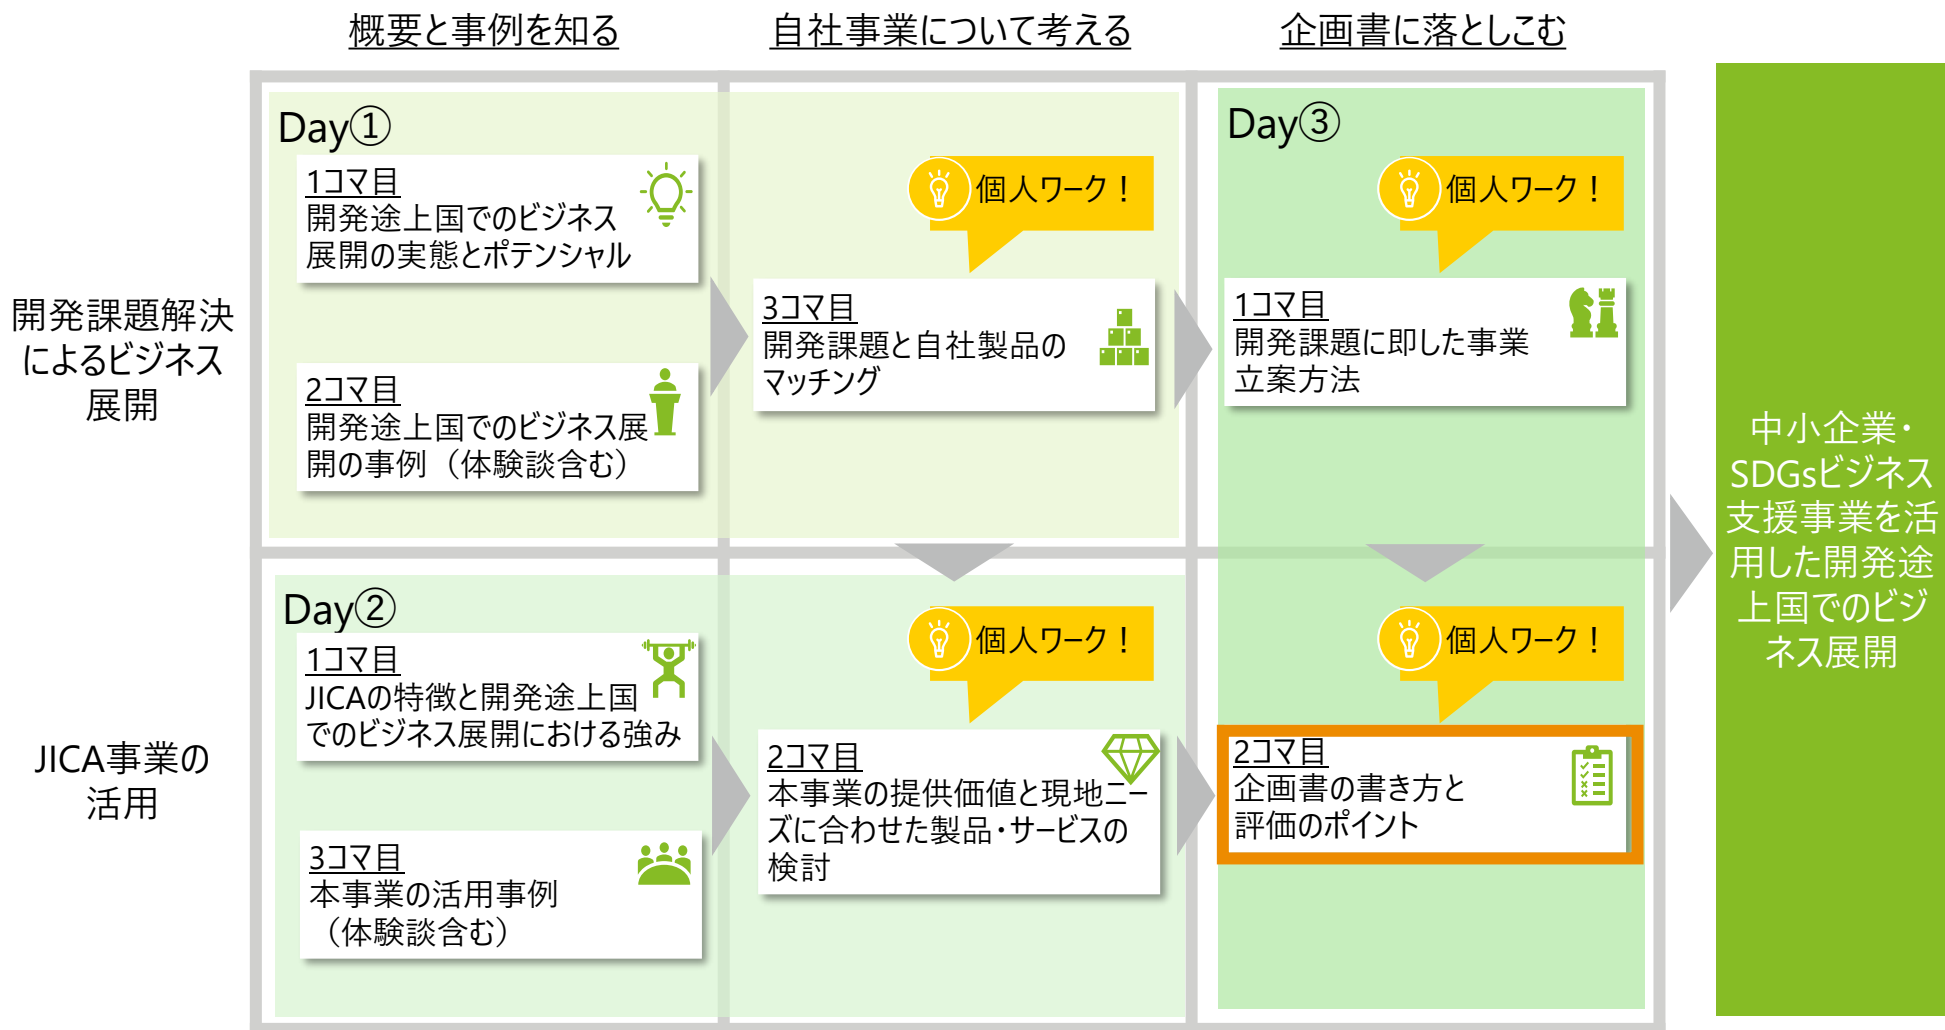 概要と事例を知る
自社事業について考える
企画書に落としこむ
開発課題解決
によるビジネス
展開
Day①
1コマ目
開発途上国でのビジネス
展開の実態とポテンシャル
2コマ目
開発途上国でのビジネス展
開の事例（体験談含む）
個人ワーク！
3コマ目
開発課題と自社製品の
マッチング
Day③
個人ワーク！
1コマ目
開発課題に即した事業
立案方法
JICA事業の
活用
Day②
1コマ目
JICAの特徴と開発途上国
でのビジネス展開における強み
3コマ目
本事業の活用事例
（体験談含む）
個人ワーク！
2コマ目
本事業の提供価値と現地ニー
ズに合わせた製品・サービスの
検討
個人ワーク！
2コマ目
企画書の書き方と
評価のポイント
中小企業・
SDGsビジネス
支援事業を活
用した開発途
上国でのビジ
ネス展開